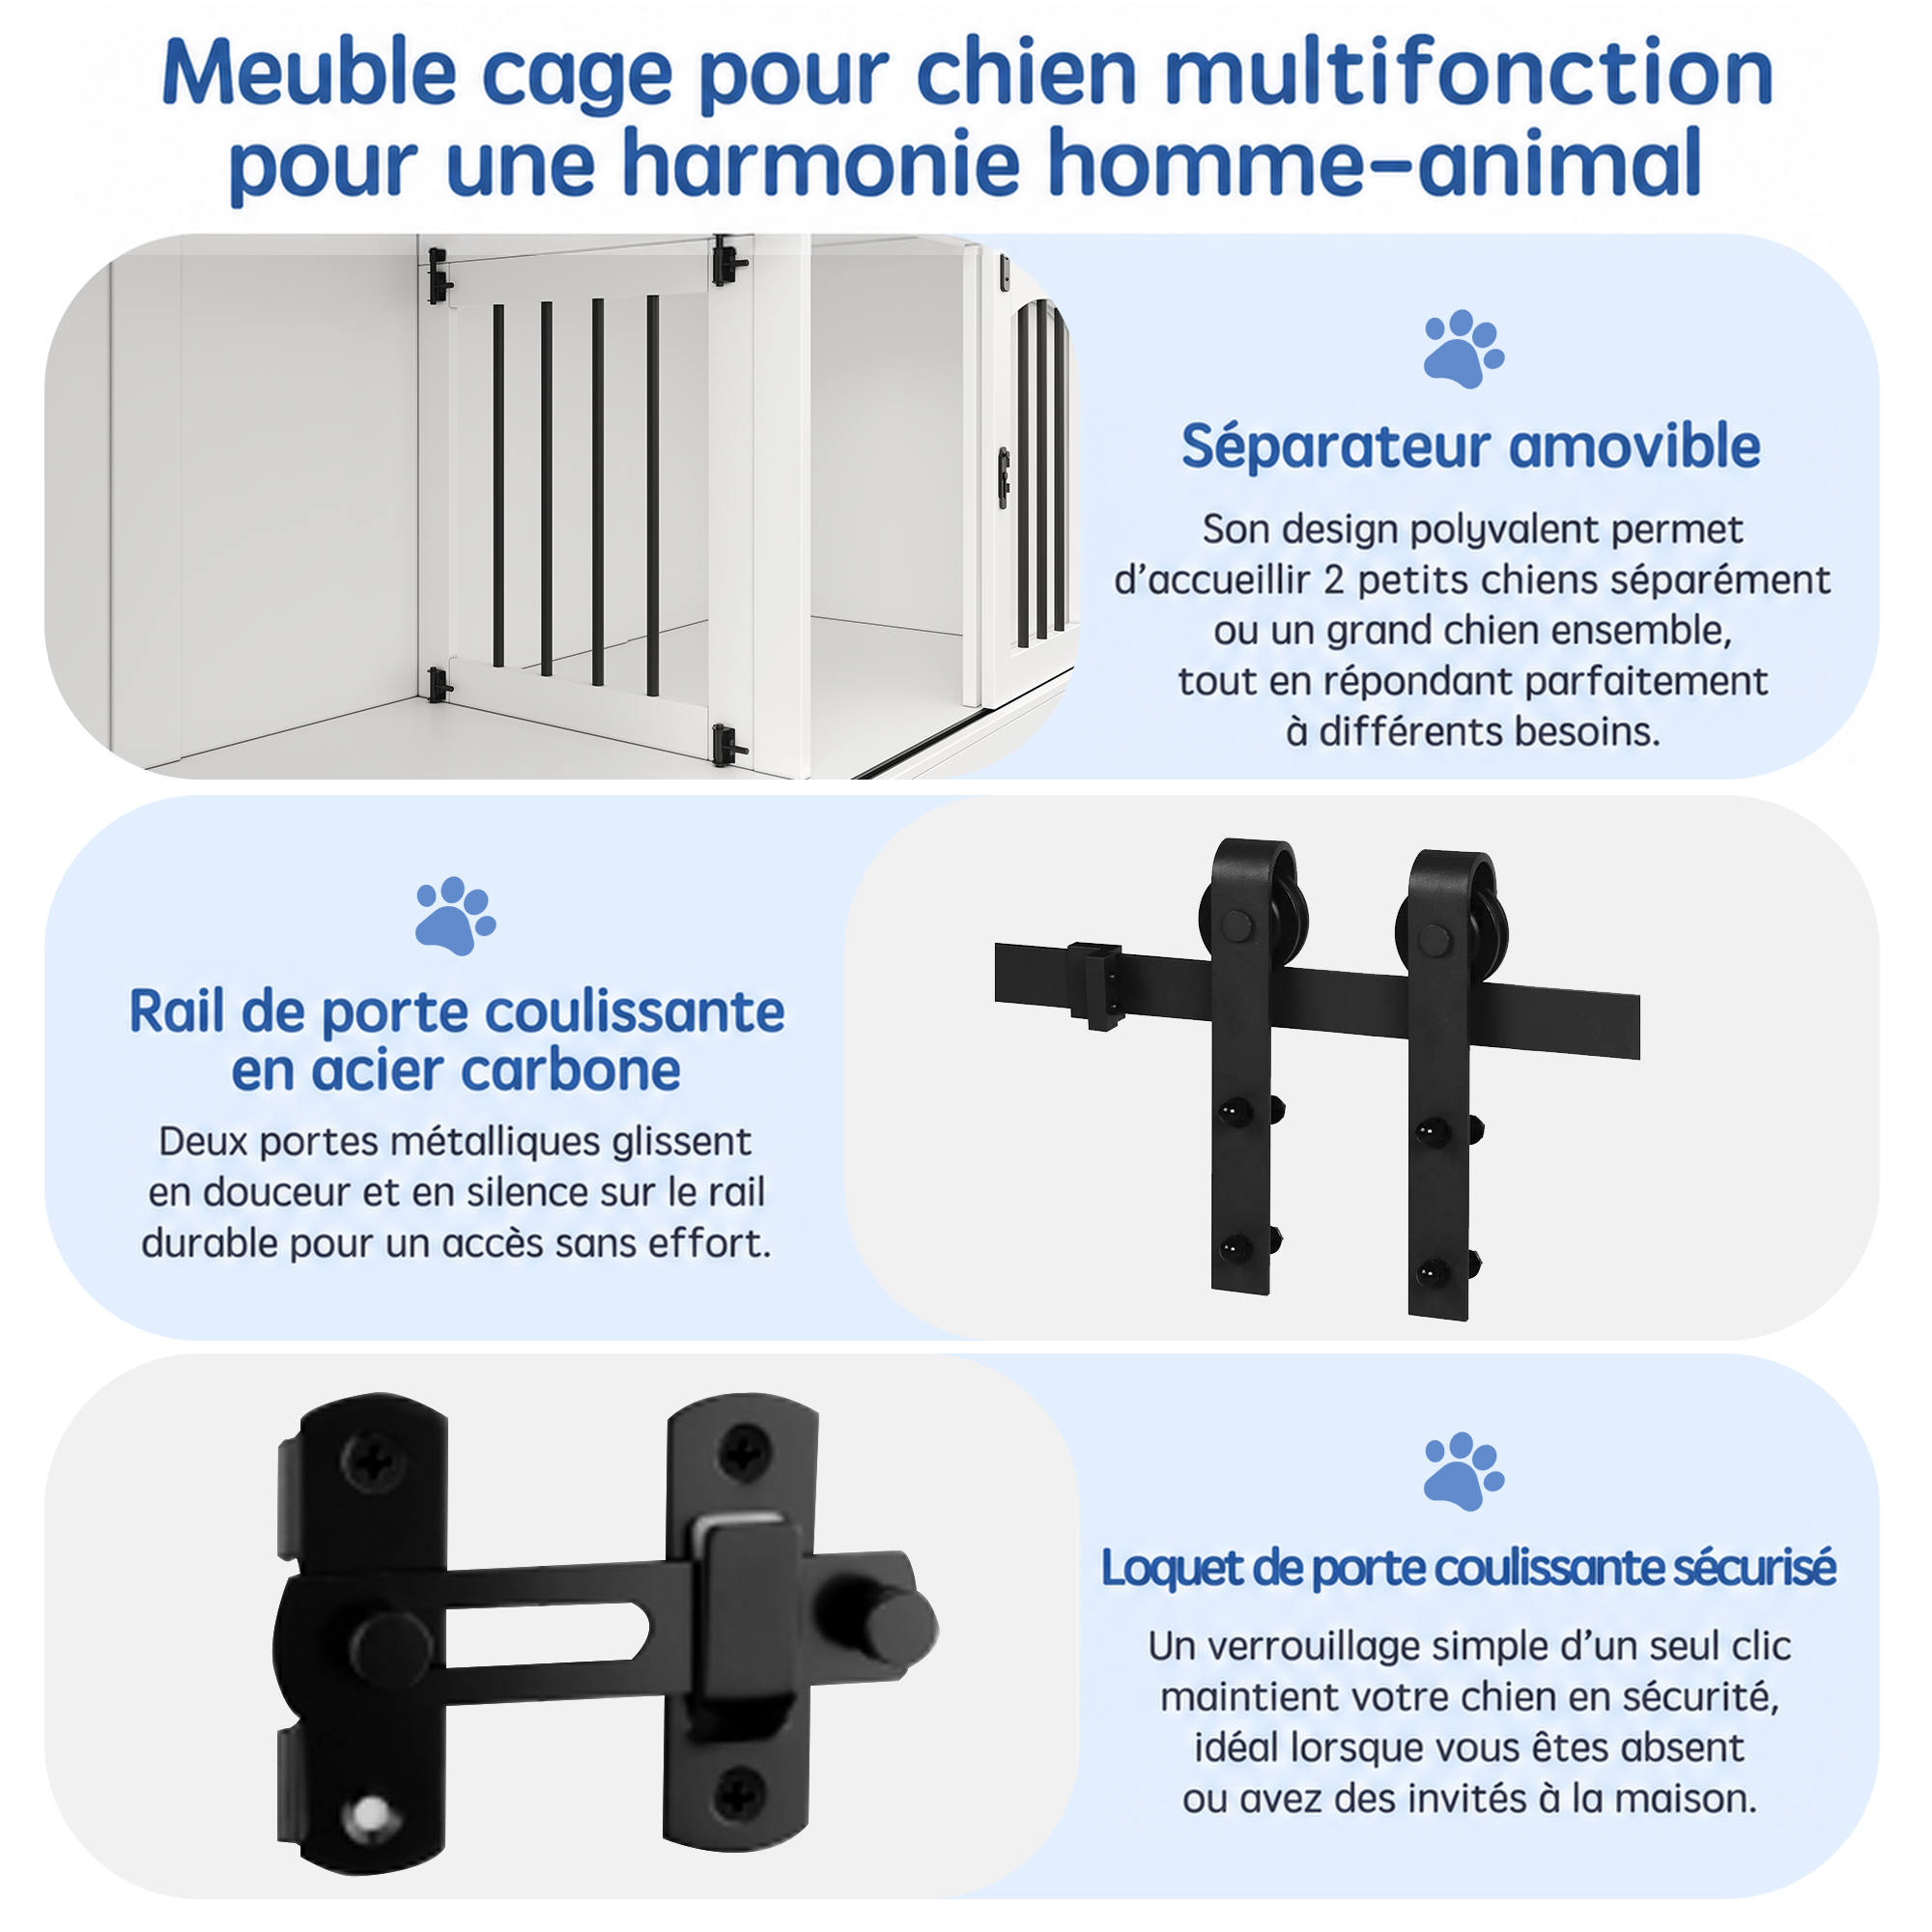 Meuble cage pour chien multifonction
pour une harmonie homme-animal
Séparateur amovible
Son design polyvalent permet
d'accueillir 2 petits chiens séparément
ou un grand chien ensemble,
tout en répondant parfaitement
à différents besoins.
Rail de porte coulissante
en acier carbone
Deux portes métalliques glissent
en douceur et en silence sur le rail
durable pour un accès sans effort.
Loquet de porte coulissante sécurisé
Un verrouillage simple d'un seul clic
maintient votre chien en sécurité,
idéal lorsque vous êtes absent
ou avez des invités à la maison.